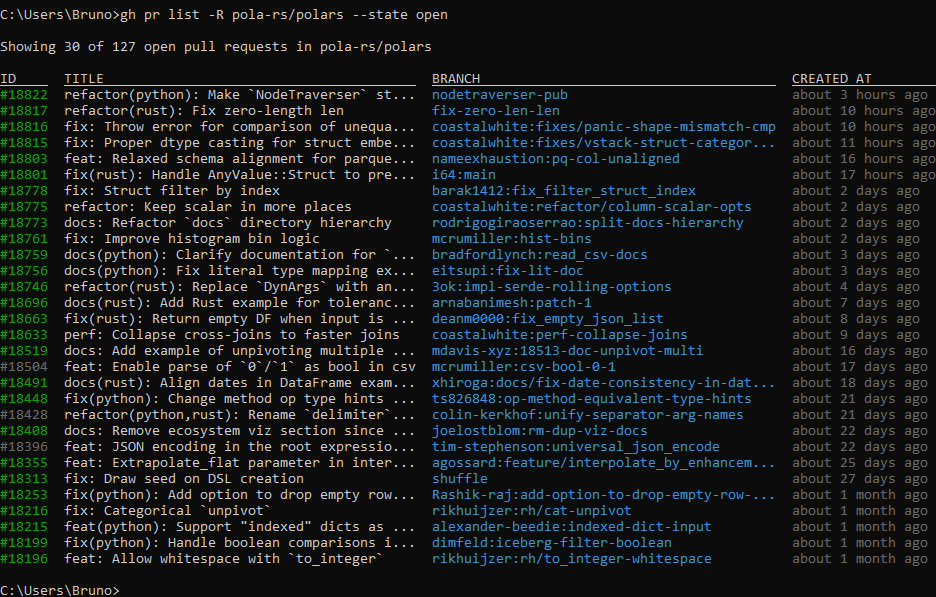 C:\Users\Bruno>gh pr list -R pola-rs/polars --state open
Showing 30 of 127 open pull requests in pola-rs/polars
ID TITLE BRANCH CREATED AT
#18822 refactor(python): Make `NodeTraverser` st... nodetraverser-pub about 3 hours ago
#18817 refactor(rust): Fix zero-length len fix-zero-len-len about 10 hours ago
#18816 fix: Throw error for comparison of unequa... coastalwhite:fixes/panic-shape-mismatch-cmp about 10 hours ago
#18815 fix: Proper dtype casting for struct embe... coastalwhite:fixes/vstack-struct-categor... about 11 hours ago
#18803 feat: Relaxed schema alignment for parque... nameexhaustion:pq-col-unaligned about 16 hours ago
#18801 fix(rust): Handle AnyValue::Struct to pre... i64:main about 17 hours ago
#18778 fix: Struct filter by index barak1412:fix_filter_struct_index about 2 days ago
#18775 refactor: Keep scalar in more places coastalwhite:refactor/column-scalar-opts about 2 days ago
#18773 docs: Refactor `docs` directory hierarchy rodrigogiraoserrao:split-docs-hierarchy about 2 days ago
#18761 fix: Improve histogram bin logic mcrumiller:hist-bins about 2 days ago
#18759 docs(python): Clarify documentation for `... bradfordlynch:read_csv-docs about 3 days ago
#18756 docs(python): Fix literal type mapping ex... eitsupi:fix-lit-doc about 3 days ago
#18746 refactor(rust): Replace `DynArgs` with an... 3ok:impl-serde-rolling-options about 4 days ago
#18696 docs(rust): Add Rust example for toleranc... arnabanimesh:patch-1 about 7 days ago
#18663 fix(rust): Return empty DF when input is ... deanm0000:fix_empty_json_list about 8 days ago
#18633 perf: Collapse cross-joins to faster joins coastalwhite:perf-collapse-joins about 9 days ago
#18519 docs: Add example of unpivoting multiple ... mdavis-xyz:18513-doc-unpivot-multi about 16 days ago
#18504 feat: Enable parse of `0`/`1` as bool in csv mcrumiller:csv-bool-0-1 about 17 days ago
#18491 docs(rust): Align dates in DataFrame exam... xhiroga:docs/fix-date-consistency-in-dat... about 18 days ago
#18448 fix(python): Change method op type hints ... ts826848:op-method-equivalent-type-hints about 21 days ago
#18428 refactor(python,rust): Rename `delimiter`... colin-kerkhof:unify-separator-arg-names about 21 days ago
#18408 docs: Remove ecosystem viz section since ... joelostblom:rm-dup-viz-docs about 22 days ago
#18396 feat: JSON encoding in the root expressio... tim-stephenson:universal_json_encode about 22 days ago
#18355 feat: Extrapolate_flat parameter in inter... agossard:feature/interpolate_by_enhancem... about 25 days ago
#18313 fix: Draw seed on DSL creation shuffle about 27 days ago
#18253 fix(python): Add option to drop empty row... Rashik-raj:add-option-to-drop-empty-row-... about 1 month ago
#18216 fix: Categorical `unpivot` rikhuijzer:rh/cat-unpivot about 1 month ago
#18215 feat(python): Support "indexed" dicts as ... alexander-beedie:indexed-dict-input about 1 month ago
#18199 fix(python): Handle boolean comparisons i... dimfeld:iceberg-filter-boolean about 1 month ago
#18196 feat: Allow whitespace with `to_integer` rikhuijzer:rh/to_integer-whitespace about 1 month ago
C:\Users\Bruno>